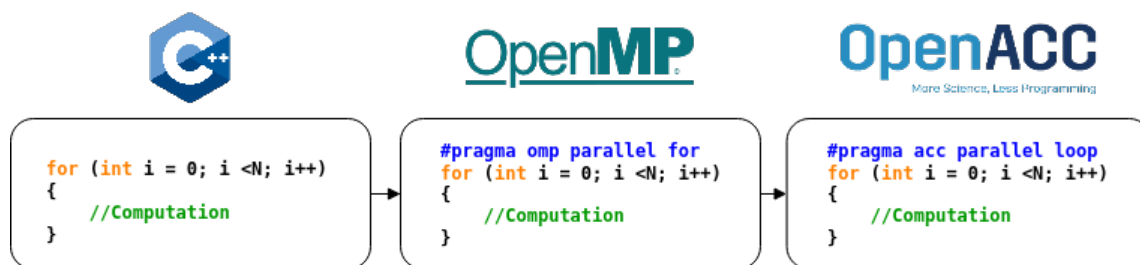 C++
OpenMP
OpenACC
More Science, Less Programming
for (int i = 0; i <N; i++)
{
    //Computation
}
#pragma omp parallel for
for (int i = 0; i <N; i++)
{
    //Computation
}
#pragma acc parallel loop
for (int i = 0; i <N; i++)
{
    //Computation
}